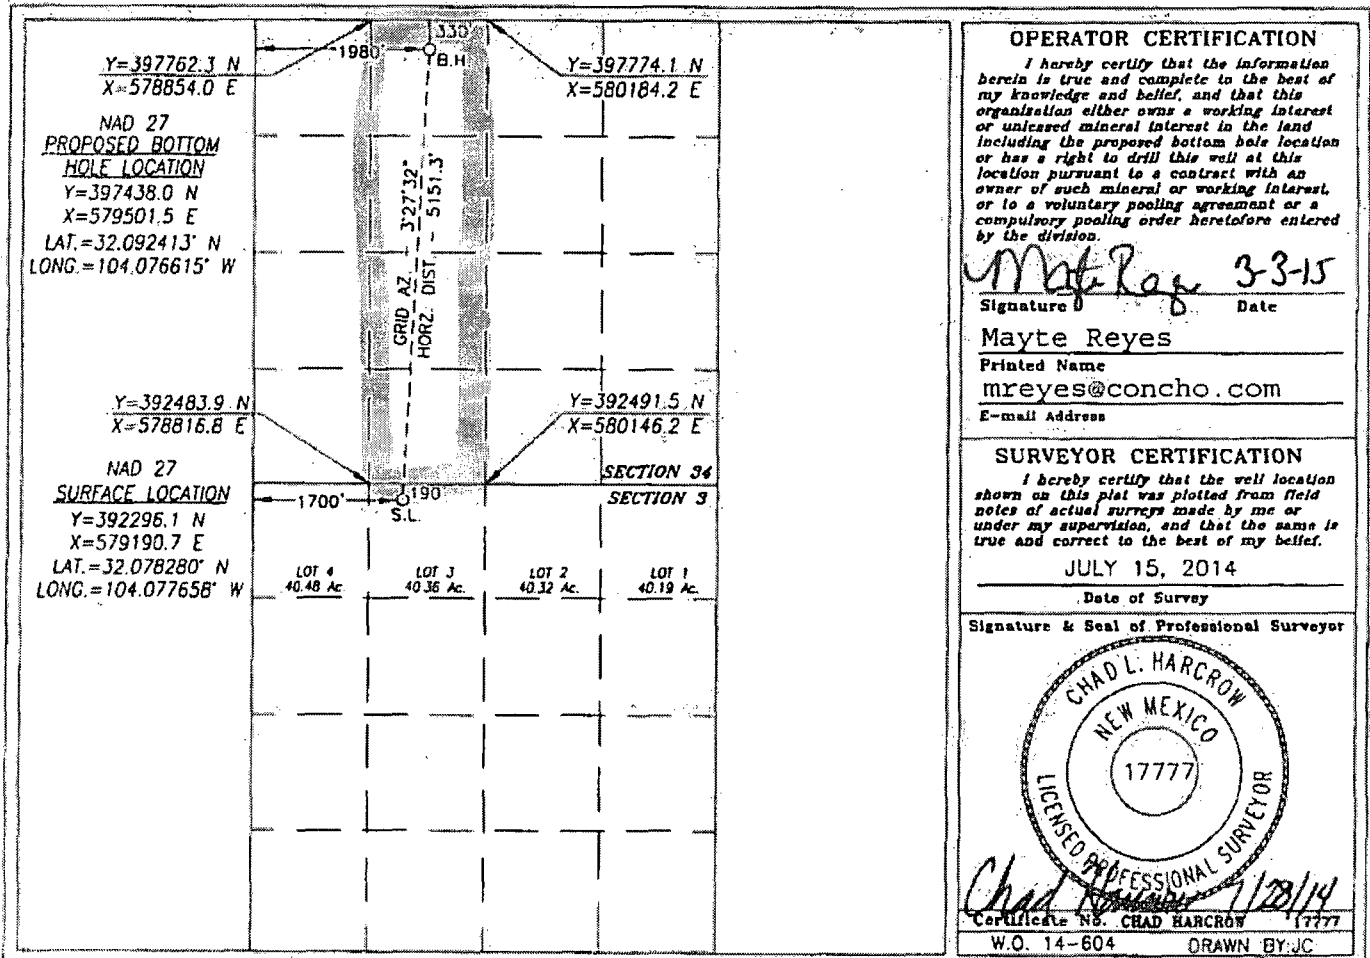 330'
1980'
B.H
Y=397762.3 N
X=578854.0 E
Y=397774.1 N
X=580184.2 E
NAD 27
PROPOSED BOTTOM
HOLE LOCATION
Y=397438.0 N
X=579501.5 E
LAT.=32.092413° N
LONG.=104.076615° W
GRID AZ. - 3°27'32"
HORZ. DIST. - 5151.3'
Y=392483.9 N
X=578816.8 E
Y=392491.5 N
X=580146.2 E
SECTION 34
SECTION 3
1700'
190'
S.L.
NAD 27
SURFACE LOCATION
Y=392296.1 N
X=579190.7 E
LAT.=32.078280° N
LONG.=104.077658° W
LOT 4
40.48 Ac.
LOT 3
40.36 Ac.
LOT 2
40.32 Ac.
LOT 1
40.19 Ac.
OPERATOR CERTIFICATION
I hereby certify that the information
herein is true and complete to the best of
my knowledge and belief, and that this
organization either owns a working interest
or unleased mineral interest in the land
including the proposed bottom hole location
or has a right to drill this well at this
location pursuant to a contract with an
owner of such mineral or working interest,
or to a voluntary pooling agreement or a
compulsory pooling order heretofore entered
by the division.
3-3-15
Signature Date
Mayte Reyes
Printed Name
mreyes@concho.com
E-mail Address
SURVEYOR CERTIFICATION
I hereby certify that the well location
shown on this plat was plotted from field
notes of actual surveys made by me or
under my supervision, and that the same is
true and correct to the best of my belief.
JULY 15, 2014
Date of Survey
Signature & Seal of Professional Surveyor
CHAD L. HARCROW
NEW MEXICO
17777
LICENSED PROFESSIONAL SURVEYOR
Chad Harcrow 7/28/14
Certificate No. CHAD HARCROW 17777
W.O. 14-604 DRAWN BY:JC